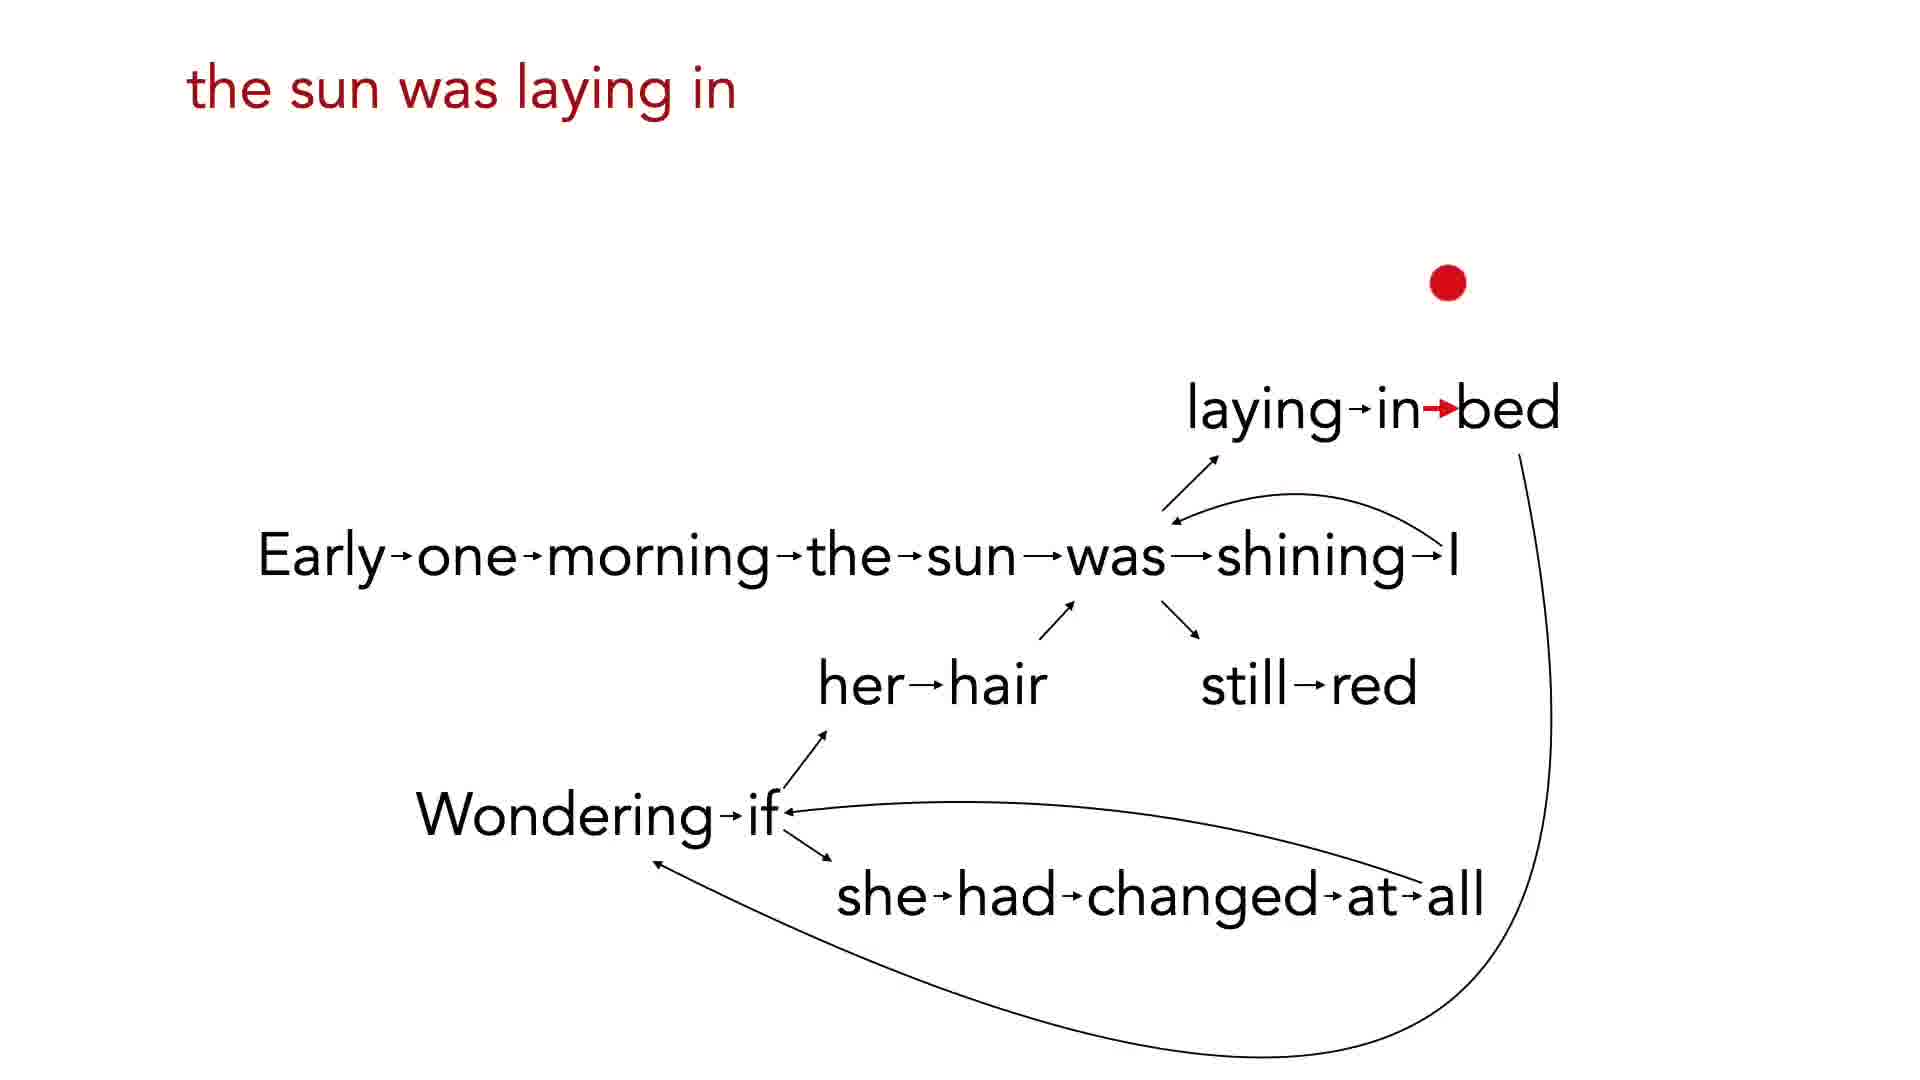 the sun was laying in
laying in bed
Early one morning the sun was shining I
her hair still red
Wondering if
she had changed at all